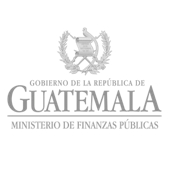 GOBIERNO DE LA REPÚBLICA DE
GUATEMALA
MINISTERIO DE FINANZAS PÚBLICAS